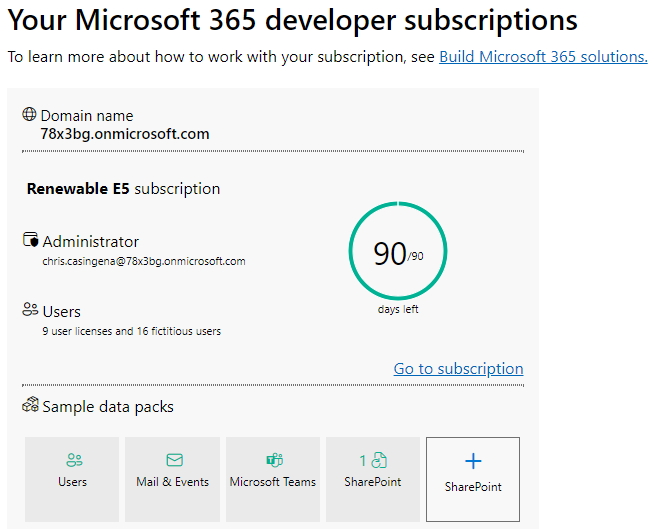 Your Microsoft 365 developer subscriptions
To learn more about how to work with your subscription, see Build Microsoft 365 solutions.
Domain name
78x3bg.onmicrosoft.com
Renewable E5 subscription
Administrator
chris.casingena@78x3bg.onmicrosoft.com
90/90
days left
Users
9 user licenses and 16 fictitious users
Go to subscription
Sample data packs
Users
Mail & Events
Microsoft Teams
1
SharePoint
SharePoint